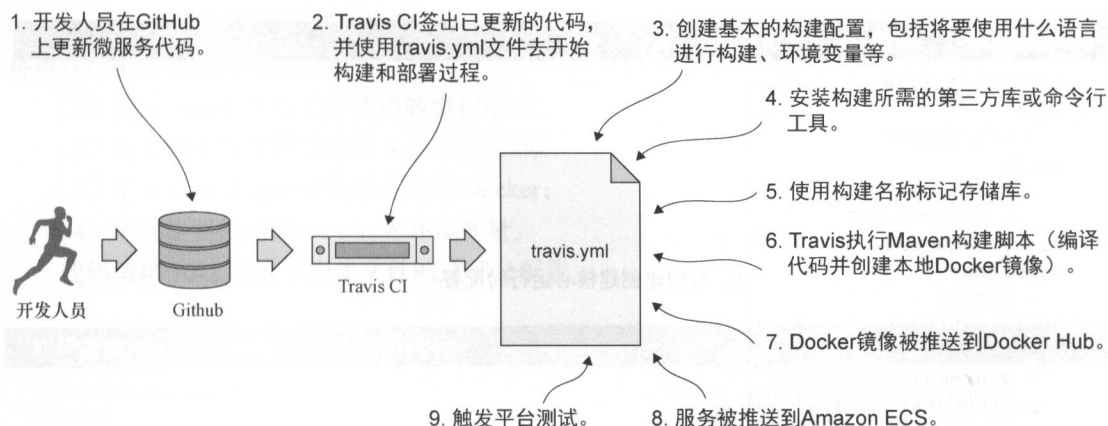 1. 开发人员在GitHub
上更新微服务代码。
2. Travis CI签出已更新的代码,
并使用travis.yml文件去开始
构建和部署过程。
3. 创建基本的构建配置，包括将要使用什么语言
进行构建、环境变量等。
4. 安装构建所需的第三方库或命令行
工具。
5. 使用构建名称标记存储库。
6. Travis执行Maven构建脚本（编译
代码并创建本地Docker镜像）。
7. Docker镜像被推送到Docker Hub。
8. 服务被推送到Amazon ECS。
9. 触发平台测试。
开发人员
Github
Travis CI
travis.yml